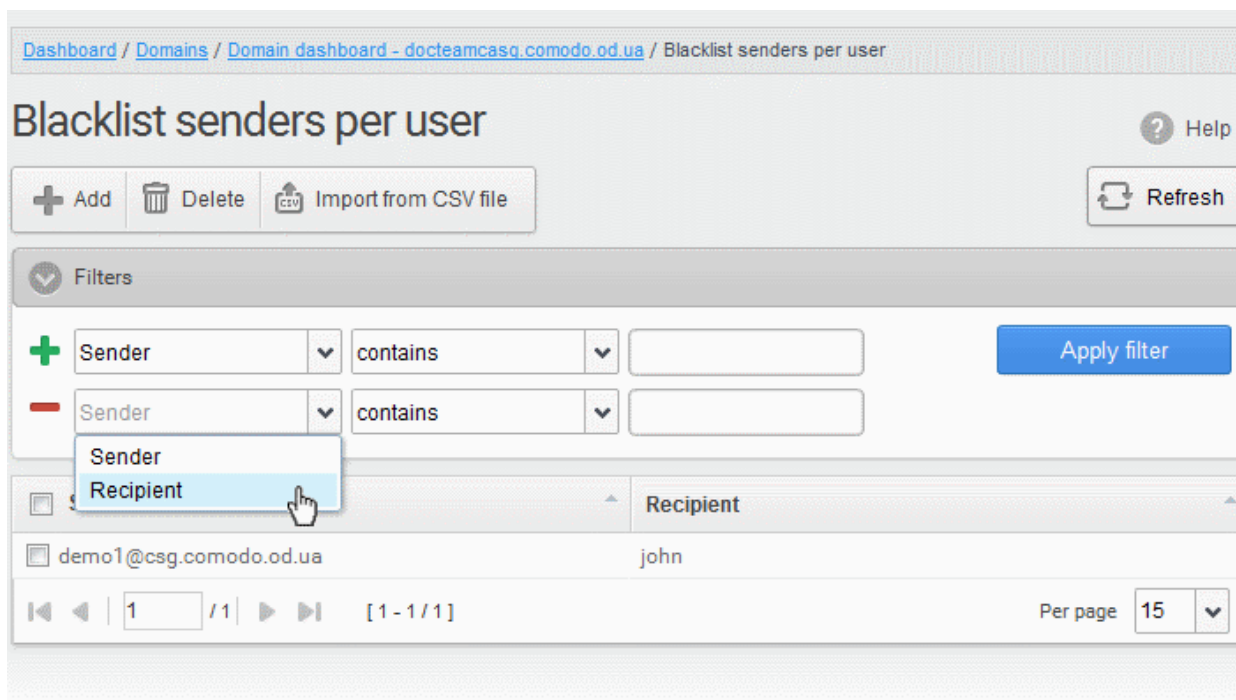 Dashboard / Domains / Domain dashboard - docteamcasg.comodo.od.ua / Blacklist senders per user
Blacklist senders per user
Help
Add Delete CSV Import from CSV file
Refresh
Filters
Sender contains Apply filter
Sender contains
Sender
Recipient
Recipient
demo1@csg.comodo.od.ua john
1 / 1 [ 1 - 1 / 1 ] Per page 15